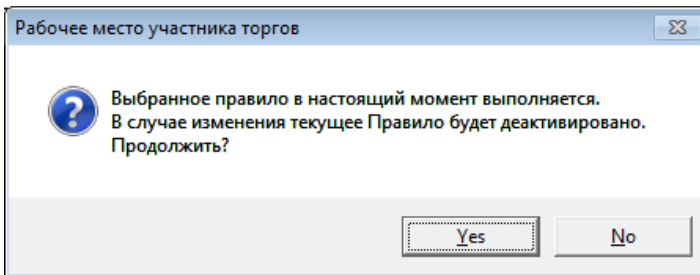 Рабочее место участника торгов
Выбранное правило в настоящий момент выполняется.
В случае изменения текущее Правило будет деактивировано.
Продолжить?
Yes
No